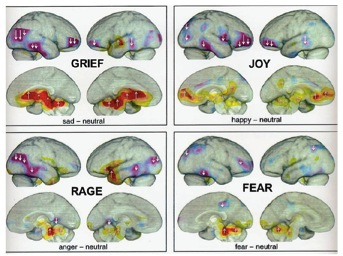 GRIEF
sad – neutral
JOY
happy – neutral
RAGE
anger – neutral
FEAR
fear – neutral